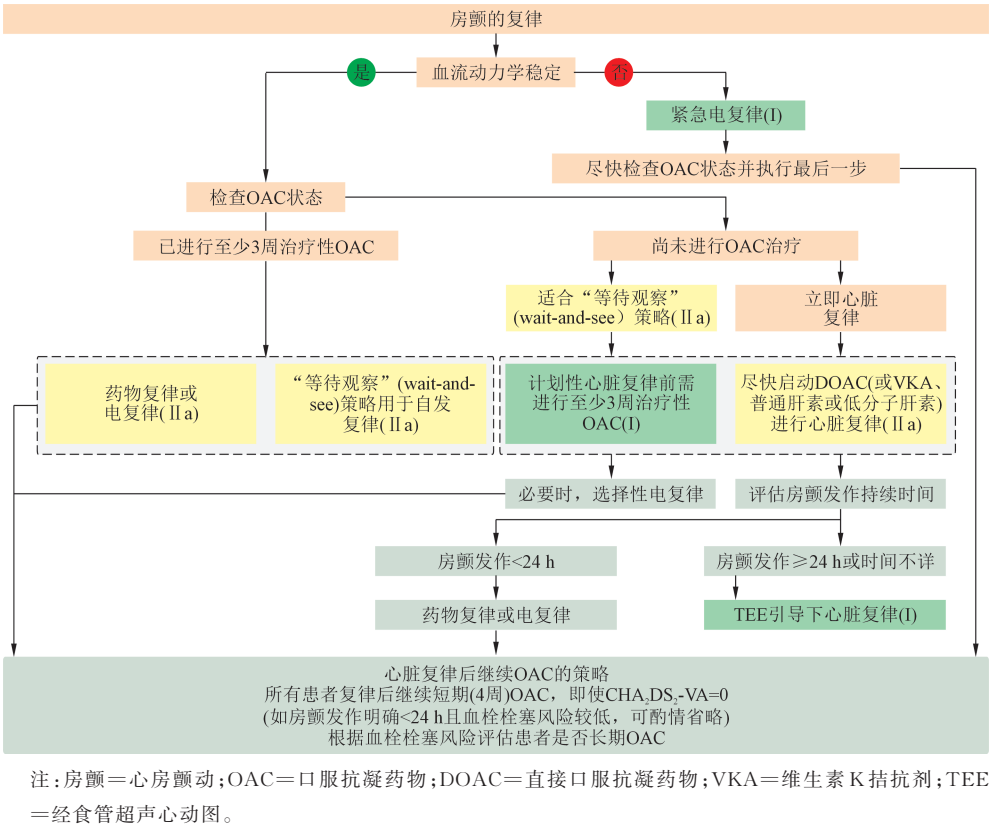 房颤的复律
是
血流动力学稳定
否
紧急电复律(I)
尽快检查OAC状态并执行最后一步
检查OAC状态
已进行至少3周治疗性OAC
尚未进行OAC治疗
适合“等待观察”
(wait-and-see）策略(Ⅱa)
立即心脏
复律
药物复律或
电复律(Ⅱa)
“等待观察”(wait-and-
see)策略用于自发
复律(Ⅱa)
计划性心脏复律前需
进行至少3周治疗性
OAC(I)
尽快启动DOAC(或VKA、
普通肝素或低分子肝素)
进行心脏复律(Ⅱa)
必要时，选择性电复律
评估房颤发作持续时间
房颤发作<24 h
房颤发作≥24 h或时间不详
药物复律或电复律
TEE引导下心脏复律(I)
心脏复律后继续OAC的策略
所有患者复律后继续短期(4周)OAC，即使CHA₂DS₂-VA=0
(如房颤发作明确<24 h且血栓栓塞风险较低，可酌情省略)
根据血栓栓塞风险评估患者是否长期OAC
注:房颤＝心房颤动;OAC＝口服抗凝药物;DOAC＝直接口服抗凝药物;VKA＝维生素K拮抗剂;TEE
＝经食管超声心动图。